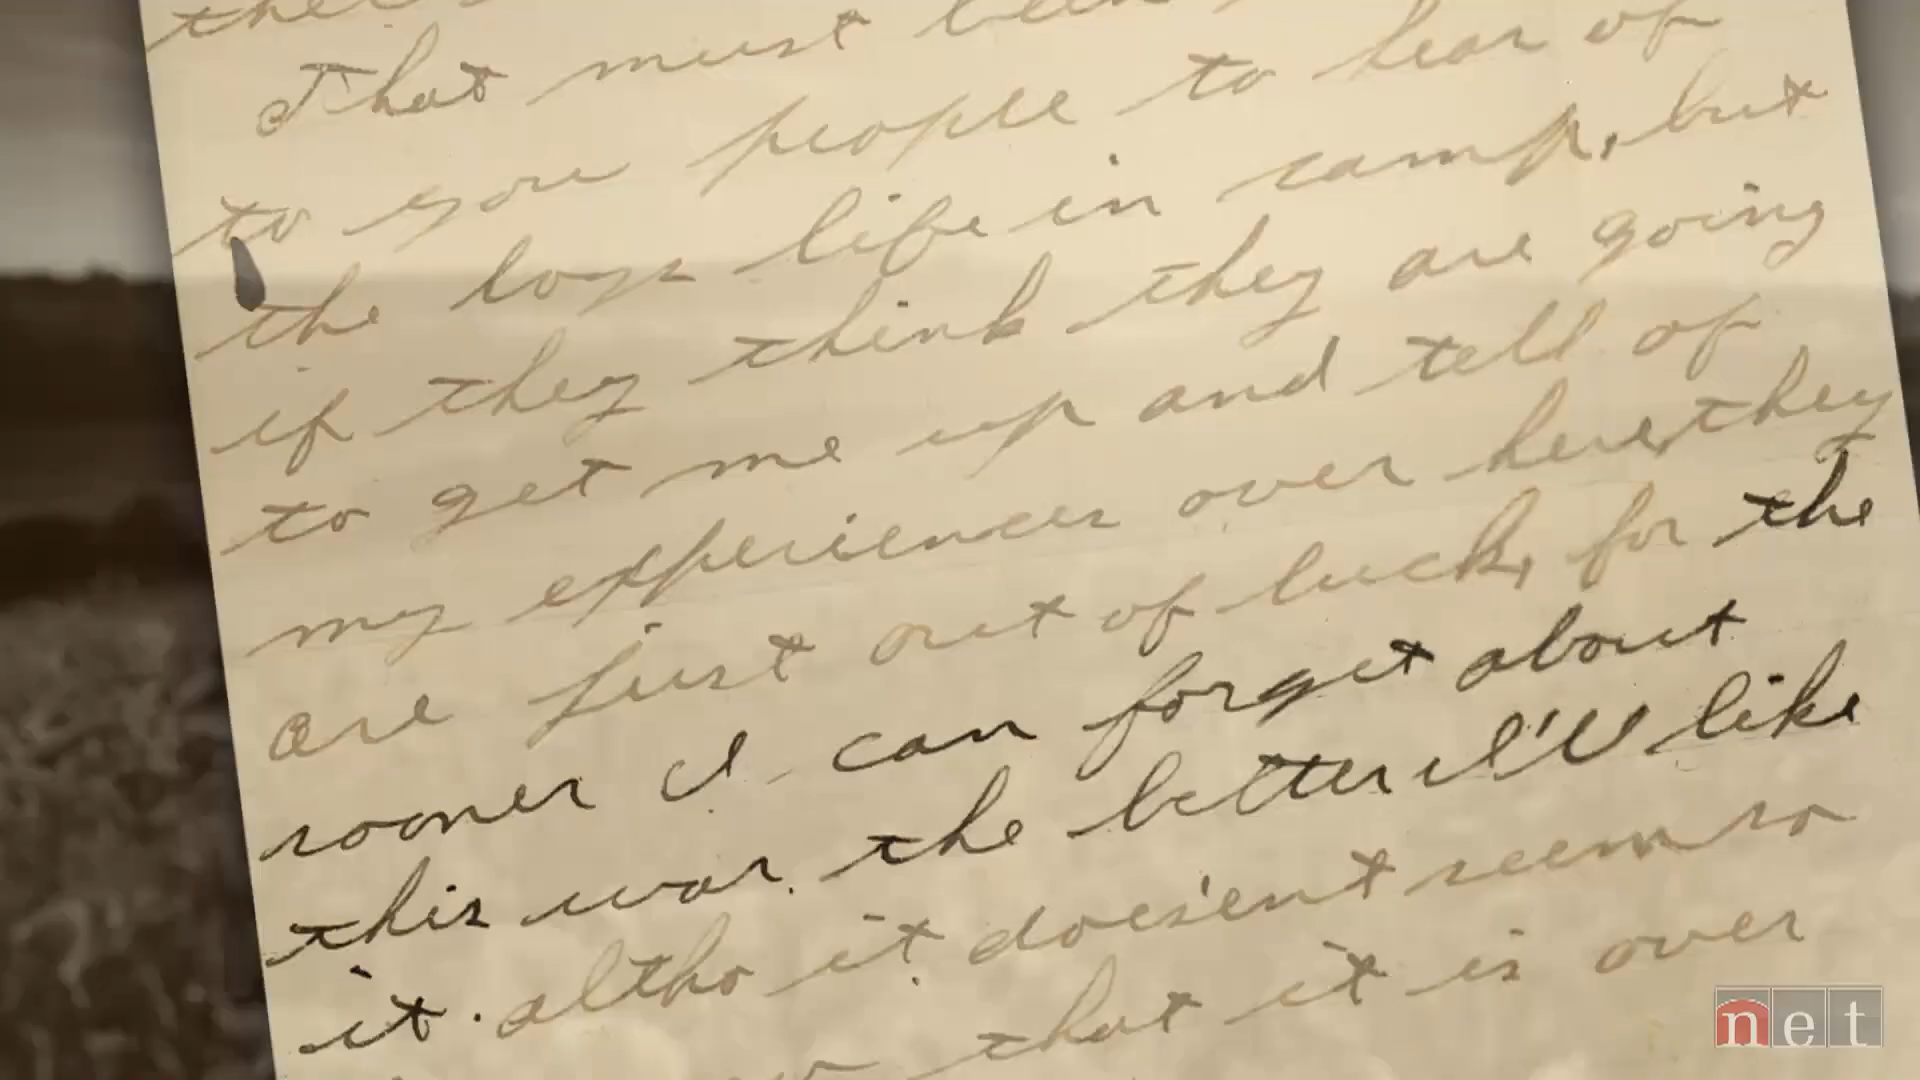 That must
to you people to hear of
the boys life in camp, but
if they think they are going
to get me up and tell of
my experiences over here, they
are just out of luck, for the
sooner I can forget about
this war the better I'll like
it. altho it does'ent seem so
that it is over
net